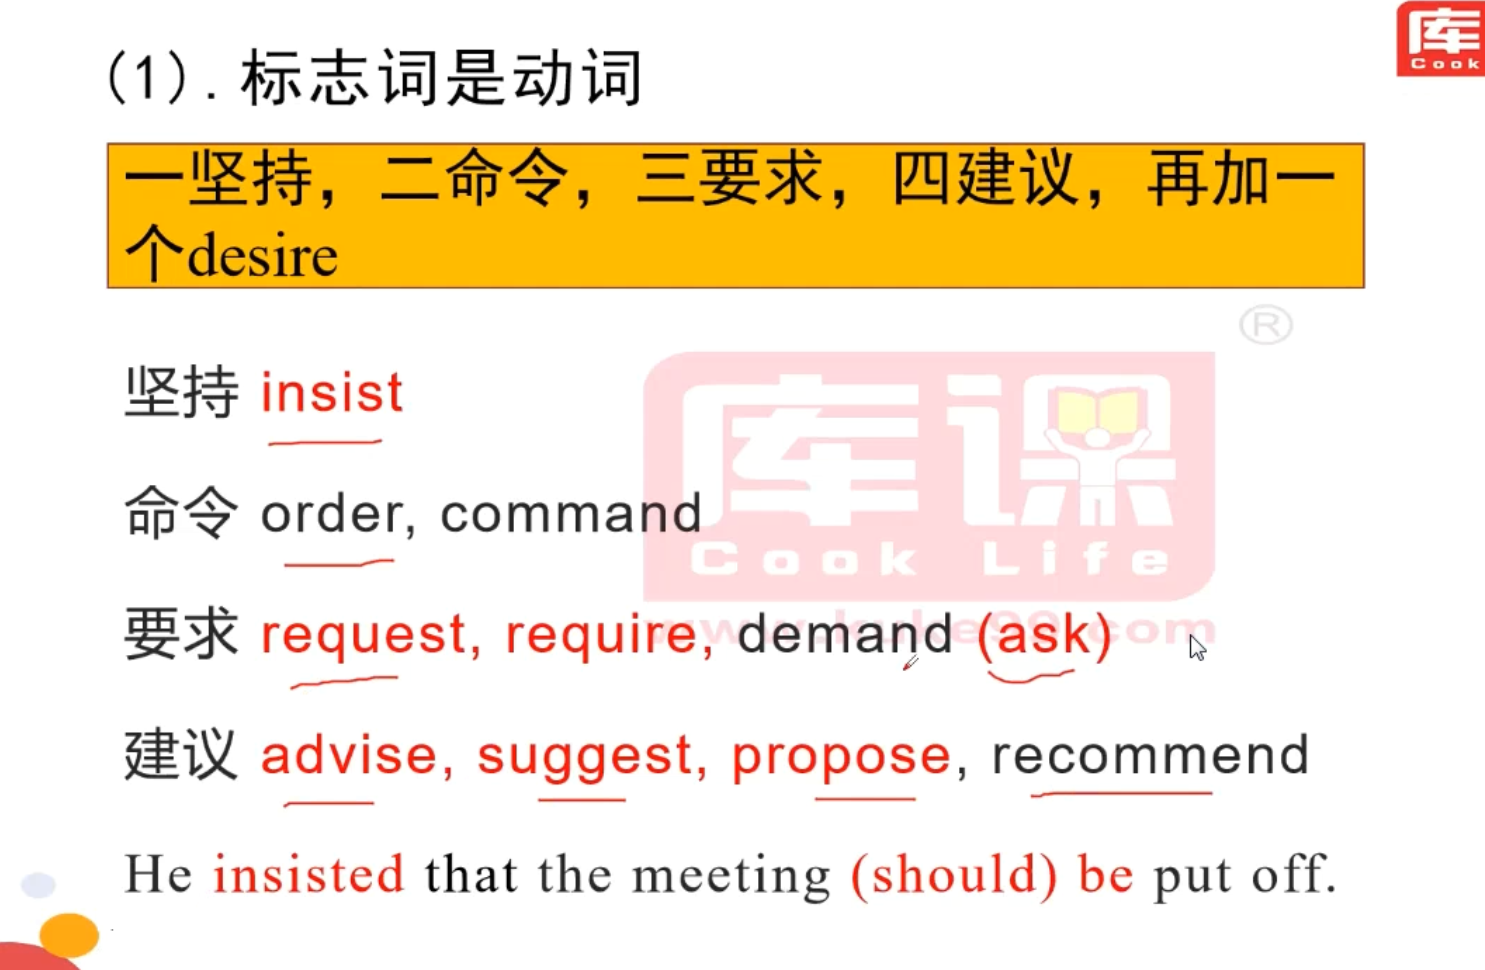 库
Cook
(1).标志词是动词
一坚持，二命令，三要求，四建议，再加一
个desire
®
坚持 insist
库课
命令 order, command
Cook Life
要求 request, require, demand (ask)
www.kuke99.com
建议 advise, suggest, propose, recommend
He insisted that the meeting (should) be put off.